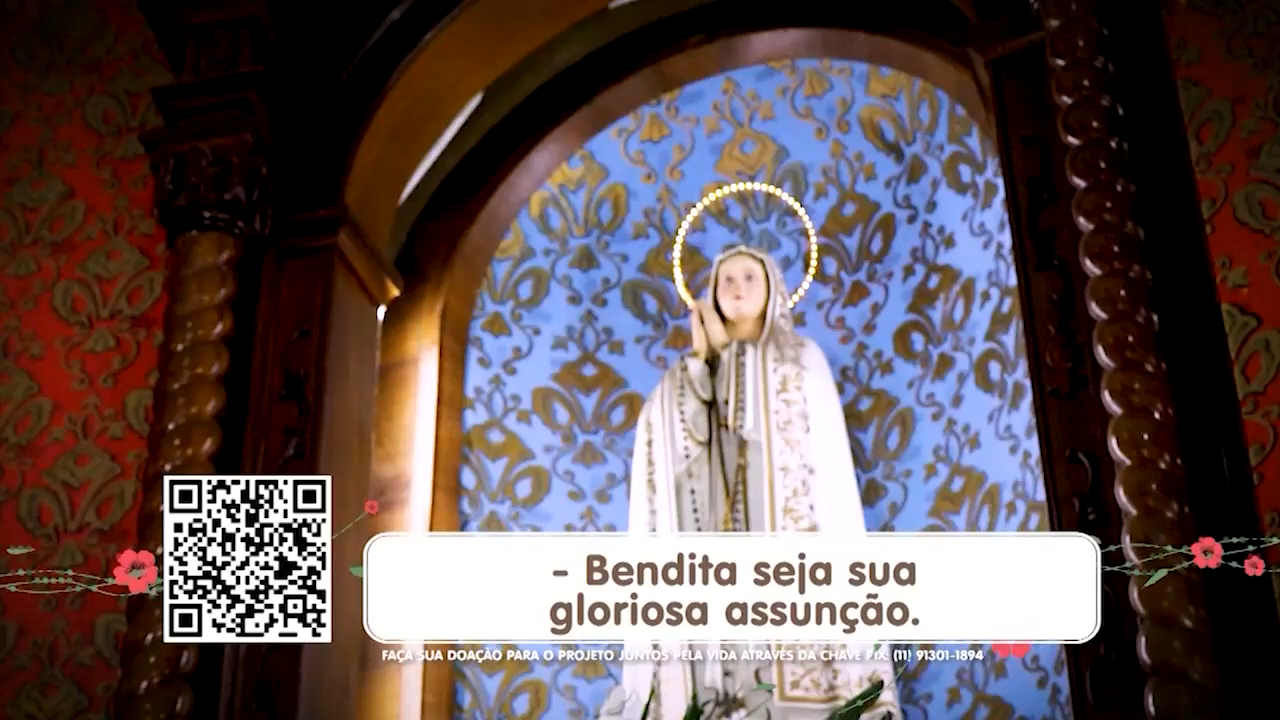 - Bendita seja sua
gloriosa assunção.
FAÇA SUA DOAÇÃO PARA O PROJETO JUNTOS PELA VIDA ATRAVÉS DA CHAVE PIX: (11) 91301-1894